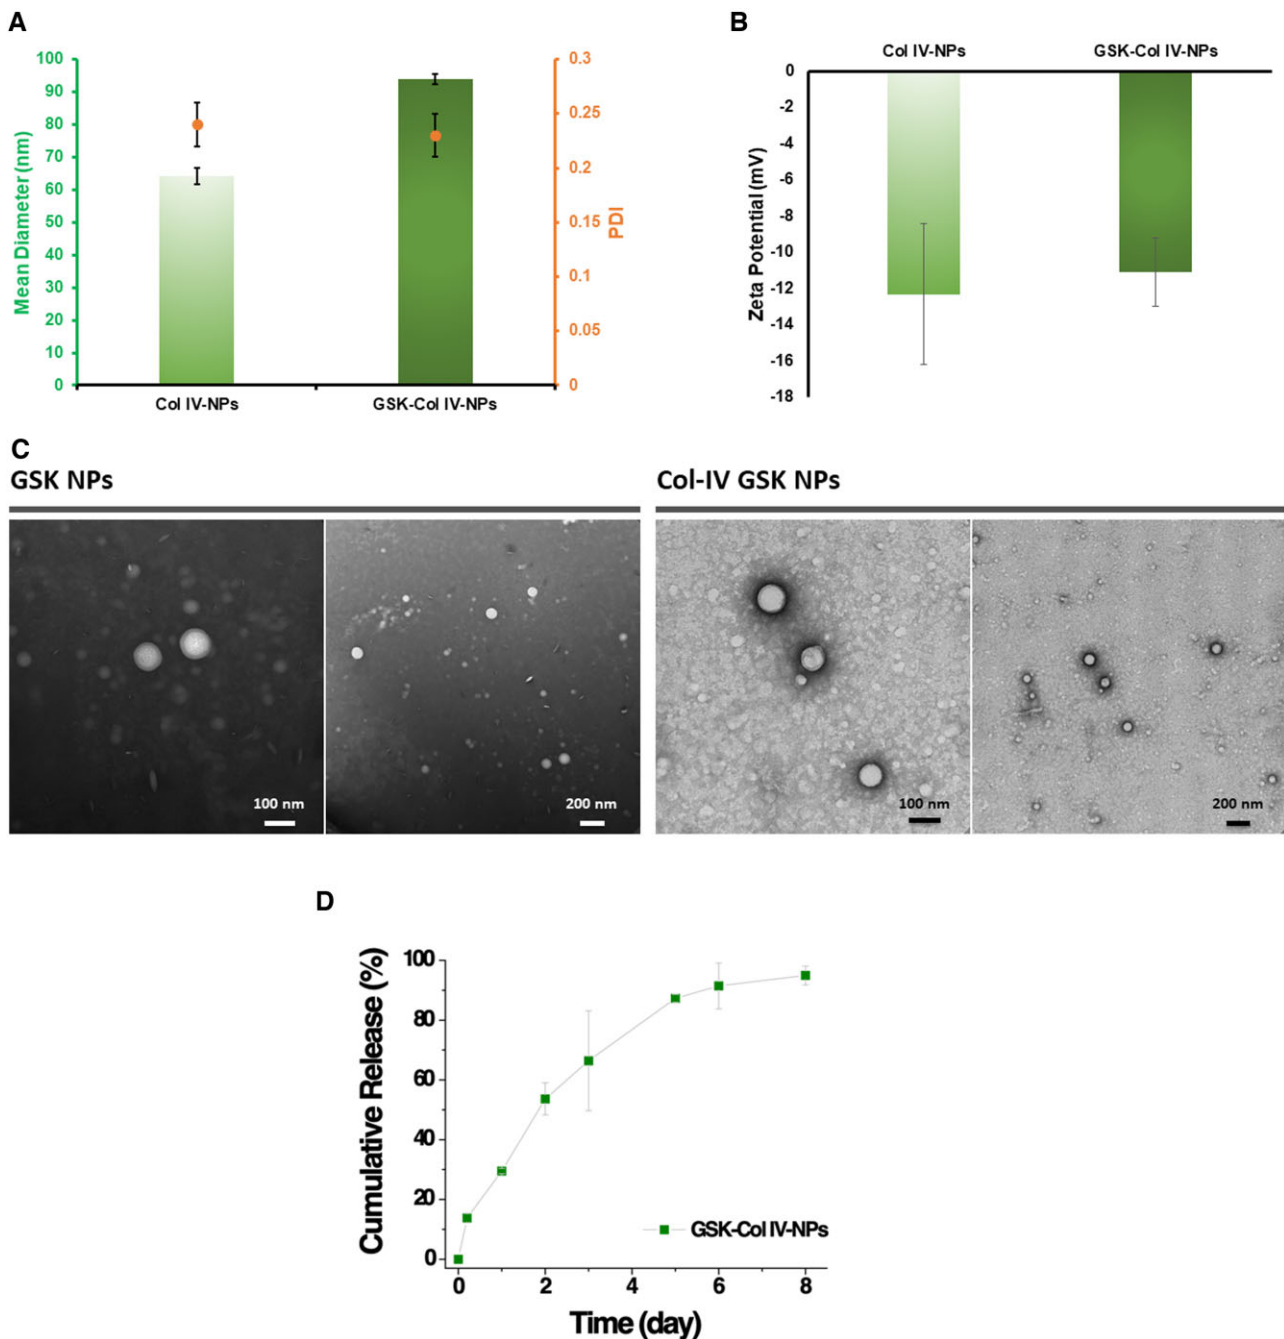 A
100
90
80
70
60
50
40
30
20
10
0
Mean Diameter (nm)
0.3
0.25
0.2
0.15
0.1
0.05
0
PDI
Col IV-NPs
GSK-Col IV-NPs
B
Col IV-NPs
GSK-Col IV-NPs
0
-2
-4
-6
-8
-10
-12
-14
-16
-18
Zeta Potential (mV)
C
GSK NPs
Col-IV GSK NPs
100 nm
200 nm
100 nm
200 nm
D
100
80
60
40
20
0
Cumulative Release (%)
GSK-Col IV-NPs
0
2
4
6
8
Time (day)